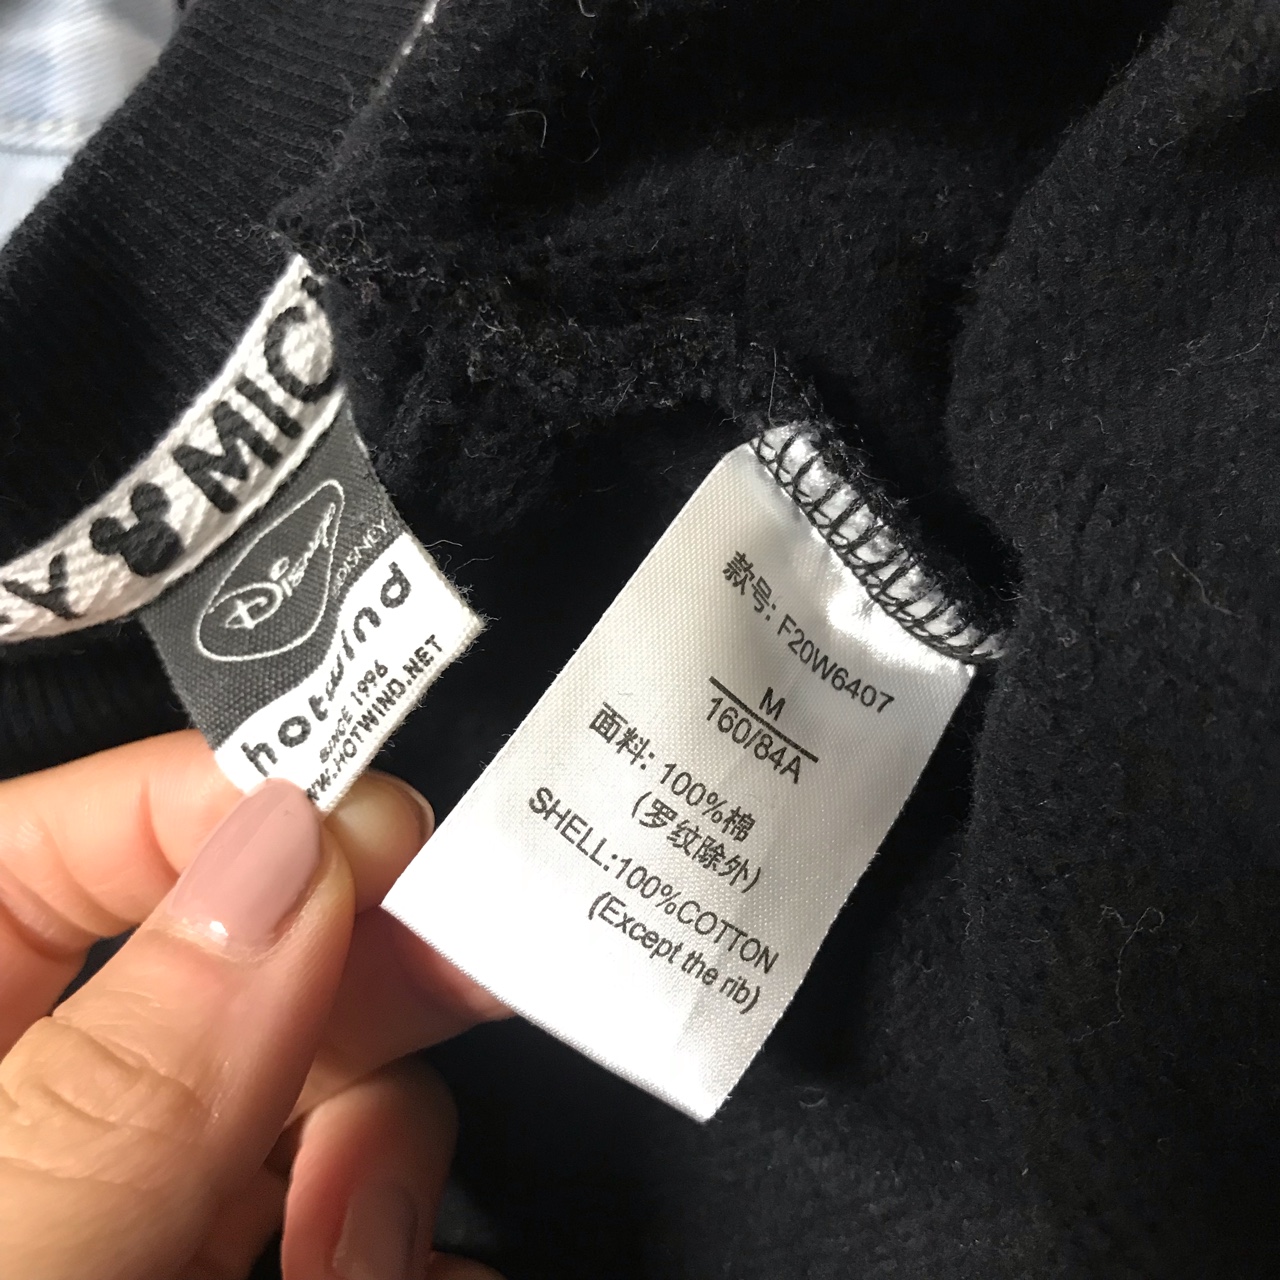 Y MIC
Disney
©DISNEY
hotwind
SINCE 1996
WW.HOTWIND.NET
款号: F20W6407
M
160/84A
面料: 100%棉
(罗纹除外)
SHELL:100%COTTON
(Except the rib)